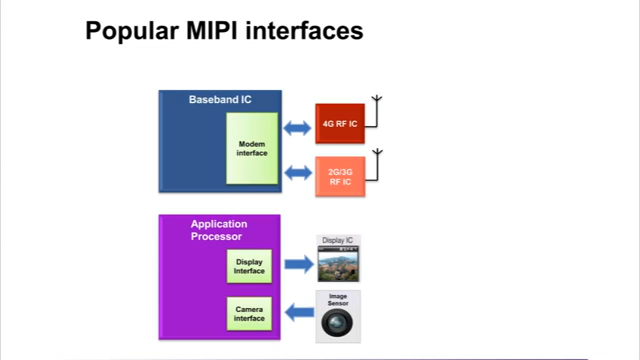 Popular MIPI interfaces
Baseband IC
Modem
interface
4G RF IC
2G/3G
RF IC
Application
Processor
Display
Interface
Display IC
Camera
interface
Image
Sensor